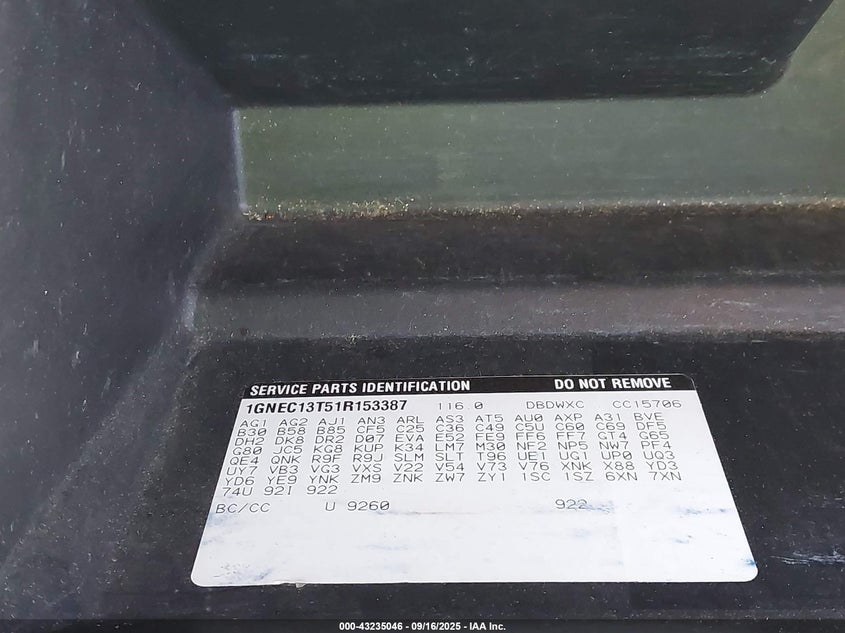 SERVICE PARTS IDENTIFICATION DO NOT REMOVE
1GNEC13T51R153387 116.0 DBDWXC CC15706
AG1 AG2 AJ1 AN3 ARL AS3 AT5 AU0 AXP A31 BVE
B30 B58 B85 CF5 C25 C36 C49 C5U C60 C69 DF5
DH2 DK8 DR2 D07 EVA E52 FE9 FF6 FF7 GT4 G65
G80 JC5 KG8 KUP K34 LM7 M30 NF2 NP5 NW7 PF4
QE4 QNK R9F R9J SLM SLT T96 UE1 UG1 UP0 UQ3
UY7 VB3 VG3 VXS V22 V54 V73 V76 XNK X88 YD3
YD6 YE9 YNK ZM9 ZNK ZW7 ZY1 1SC 1SZ 6XN 7XN
74U 92I 922
BC/CC U 9260 922
000-43235046 - 09/16/2025 - IAA Inc.